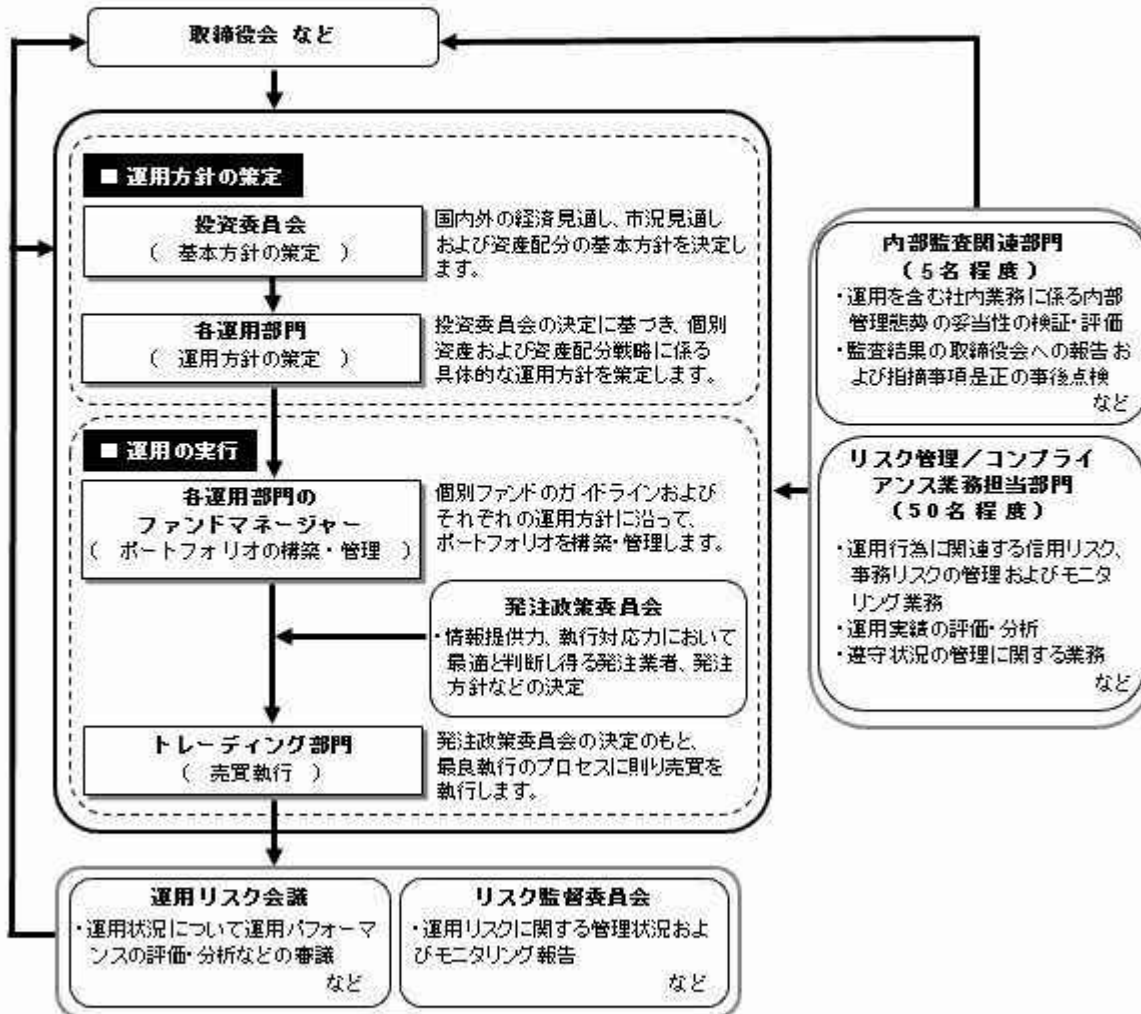 取締役会 など
■ 運用方針の策定
投資委員会
( 基本方針の策定 )
国内外の経済見通し、市況見通し
および資産配分の基本方針を決定し
ます。
各運用部門
( 運用方針の策定 )
投資委員会の決定に基づき、個別
資産および資産配分戦略に係る
具体的な運用方針を策定します。
■ 運用の実行
各運用部門の
ファンドマネージャー
( ポートフォリオの構築・管理 )
個別ファンドのガイドラインおよび
それぞれの運用方針に沿って、
ポートフォリオを構築・管理します。
発注政策委員会
・情報提供力、執行対応力において
最適と判断し得る発注業者、発注
方針などの決定
トレーディング部門
( 売買執行 )
発注政策委員会の決定のもと、
最良執行のプロセスに則り売買を
執行します。
内部監査関連部門
(5名程度)
・運用を含む社内業務に係る内部
管理態勢の妥当性の検証・評価
・監査結果の取締役会への報告お
よび指摘事項是正の事後点検
など
リスク管理/コンプライ
アンス業務担当部門
(50名程度)
・運用行為に関連する信用リスク、
事務リスクの管理およびモニタ
リング業務
・運用実績の評価・分析
・遵守状況の管理に関する業務
など
運用リスク会議
・運用状況について運用パフォーマ
ンスの評価・分析などの審議
など
リスク監督委員会
・運用リスクに関する管理状況およ
びモニタリング報告
など